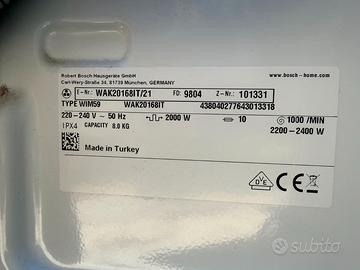 Robert Bosch Hausgeräte GmbH
Carl-Wery-Straße 34, 81739 München, GERMANY
www.bosch-home.com
E-Nr.: WAK20168IT/21 FD: 9804 Z-Nr.: 101331
TYPE WIM59 WAK20168IT 438040277643013318
220-240 V ~ 50 Hz 2000 W 10 1000 /MIN
IPX4 CAPACITY 8.0 KG 2200-2400 W
Made in Turkey
VDE
CE
subito